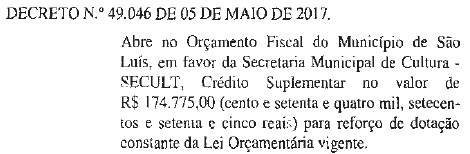 DECRETO N.º 49.046 DE 05 DE MAIO DE 2017.
Abre no Orçamento Fiscal do Município de São
Luís, em favor da Secretaria Municipal de Cultura -
SECULT, Crédito Suplementar no valor de
R$ 174.775,00 (cento e setenta e quatro mil, setecen-
tos e setenta e cinco reais) para reforço de dotação
constante da Lei Orçamentária vigente.